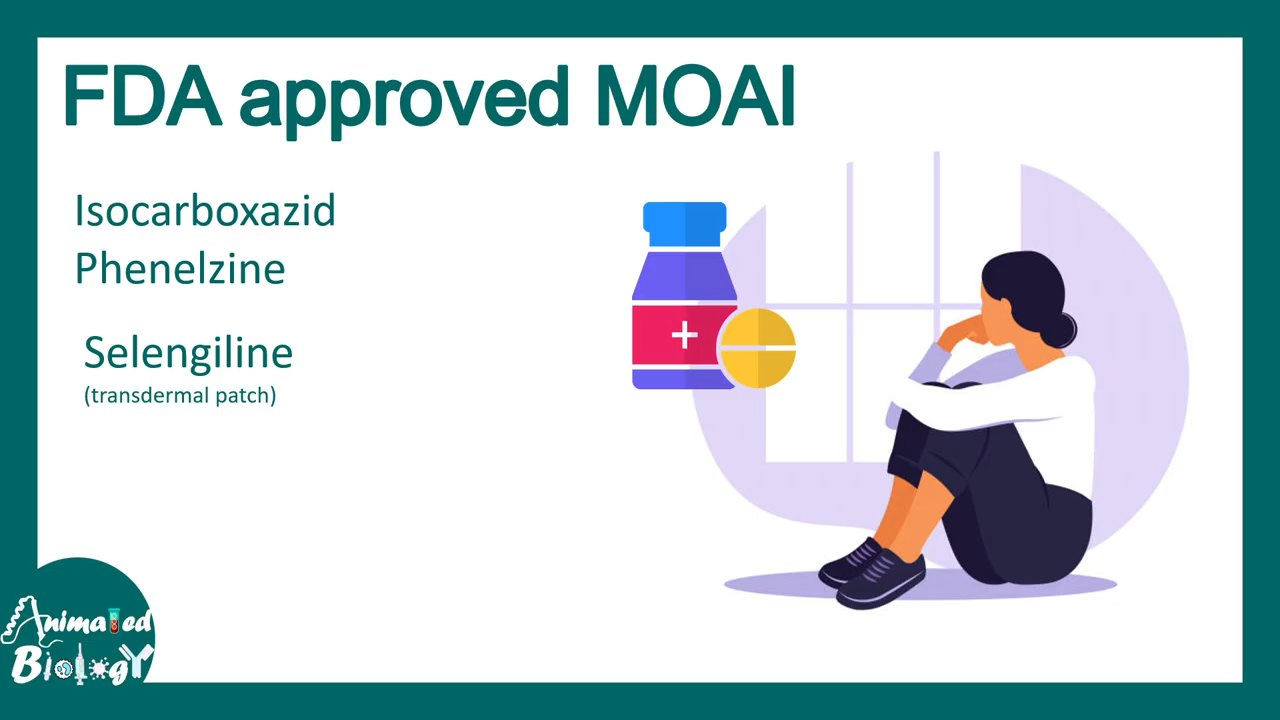 FDA approved MOAI
Isocarboxazid
Phenelzine
Selengiline
(transdermal patch)
Animated
Biology